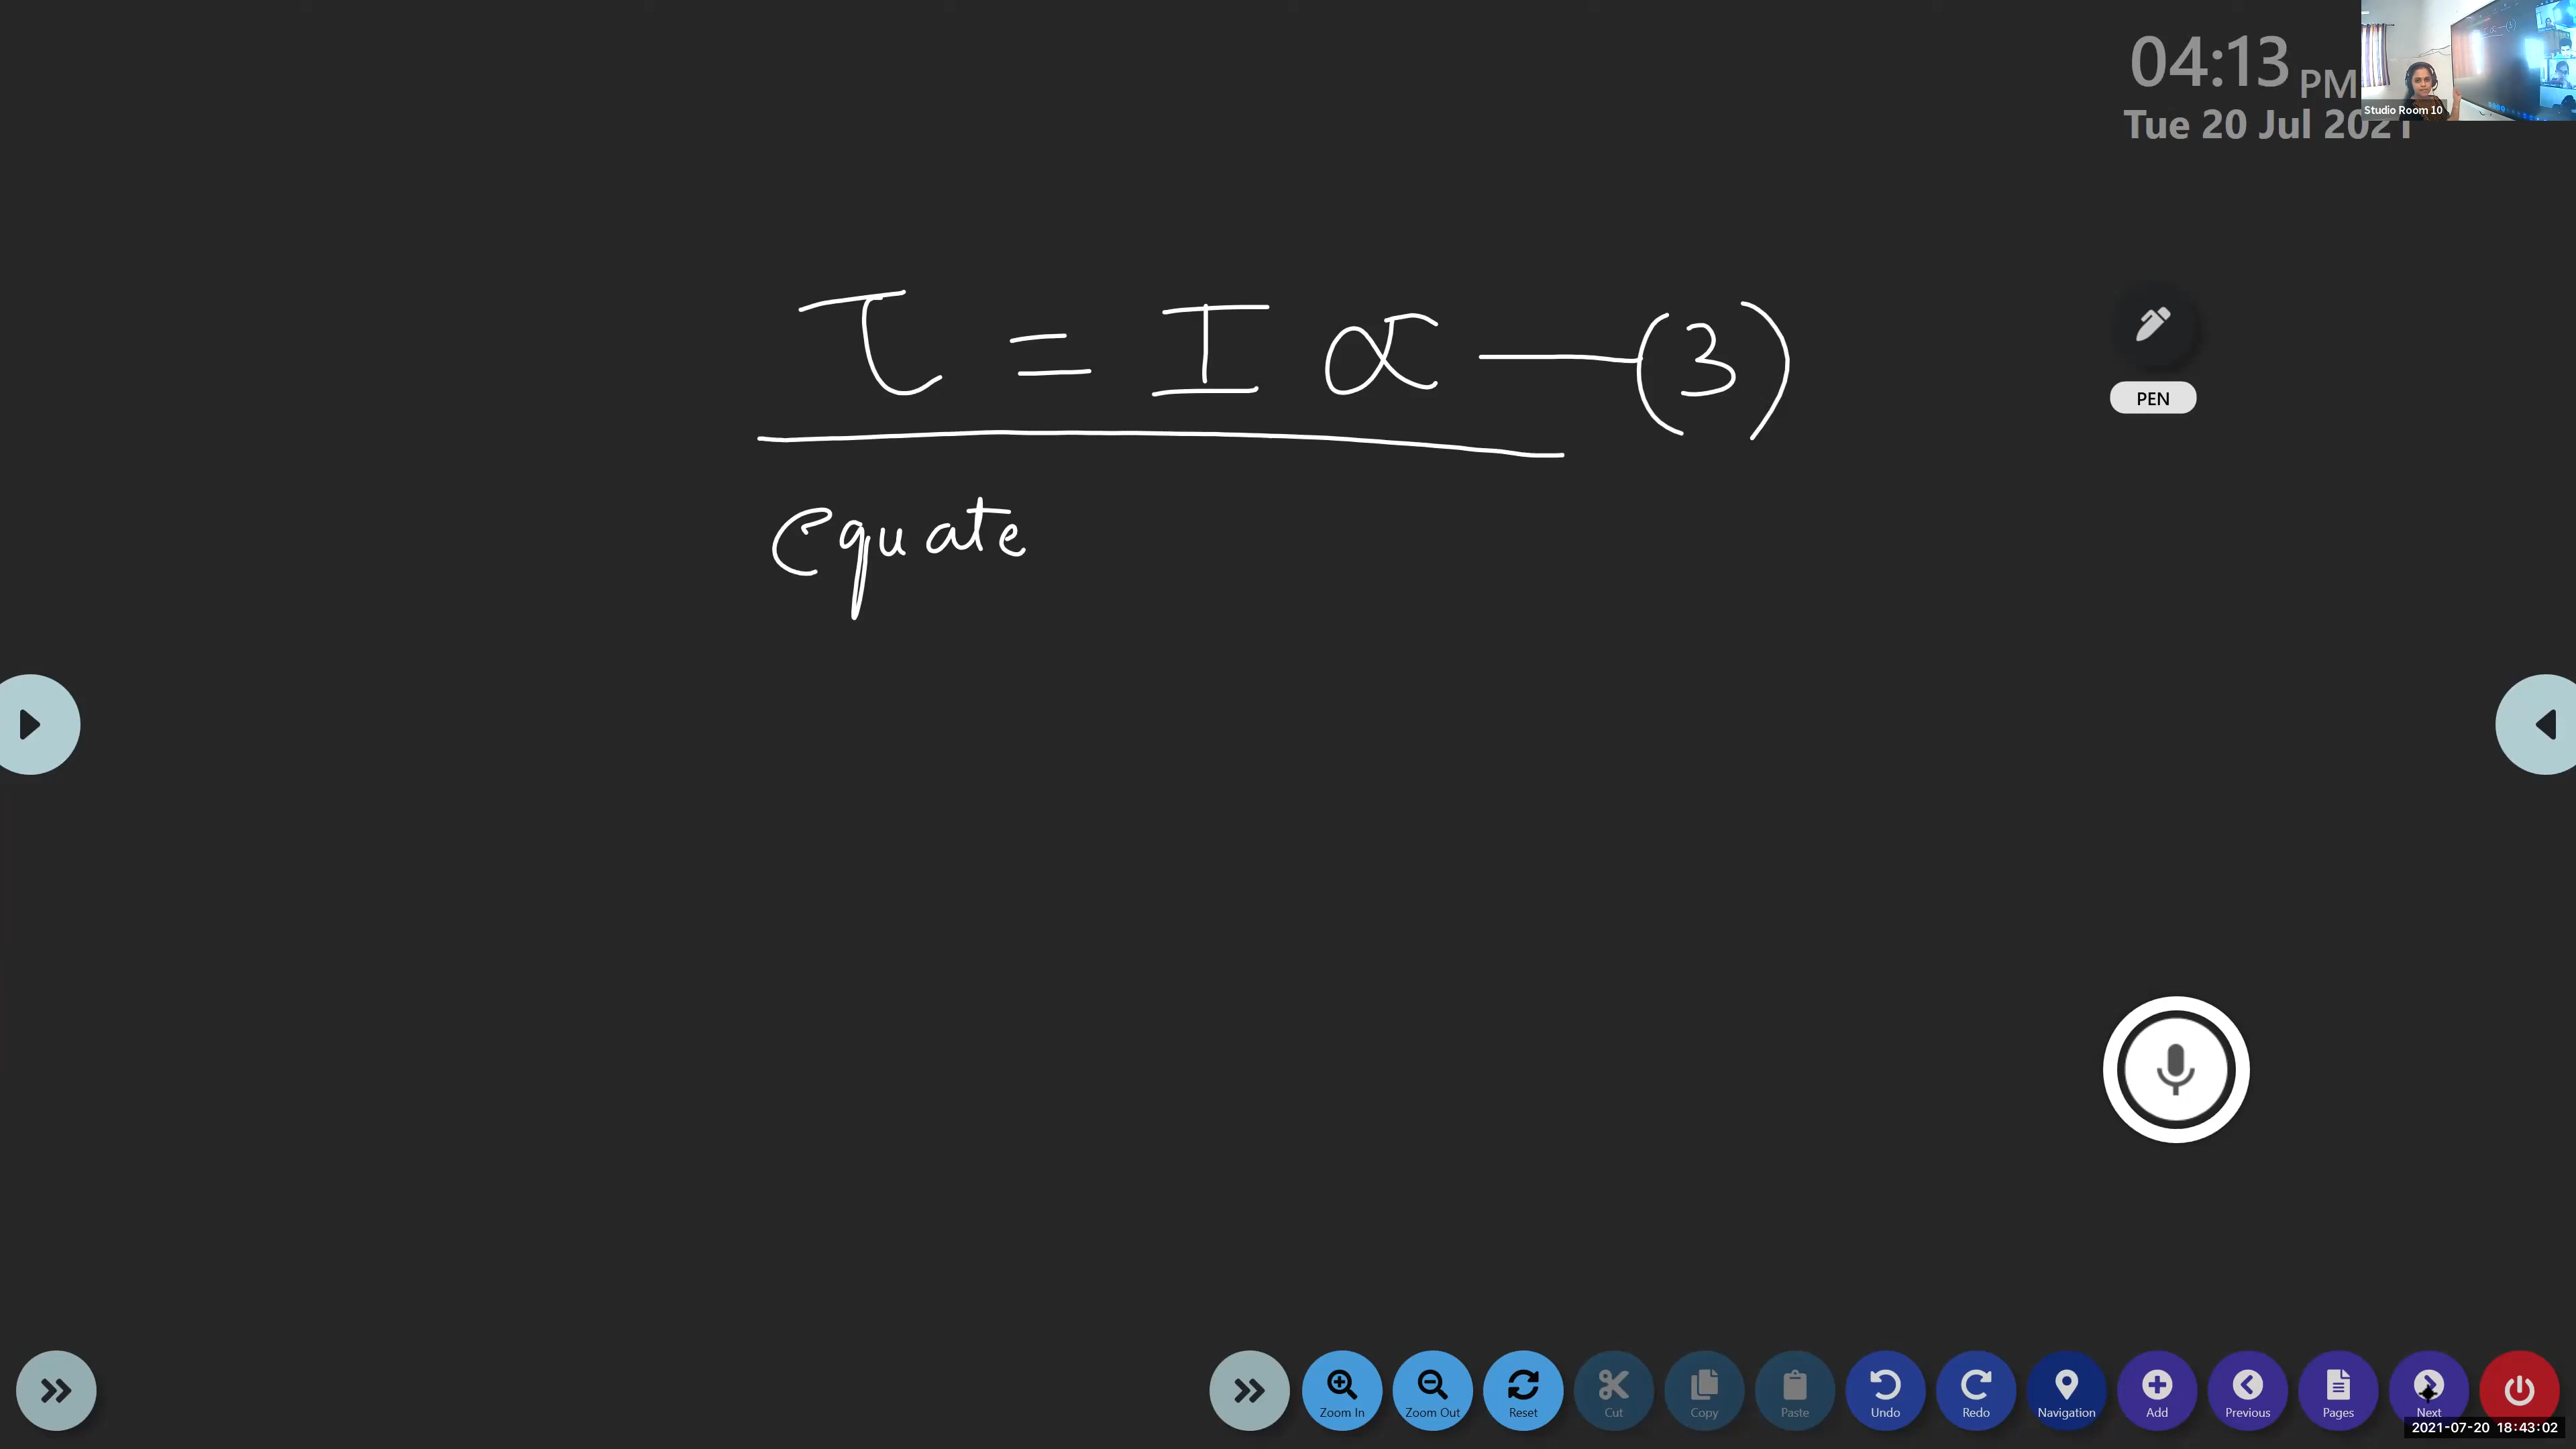 04:13 PM
Studio Room 10
Tue 20 Jul 2021
τ = I α — (3)
PEN
equate
Zoom In
Zoom Out
Reset
Cut
Copy
Paste
Undo
Redo
Navigation
Add
Previous
Pages
Next
2021-07-20 18:43:02